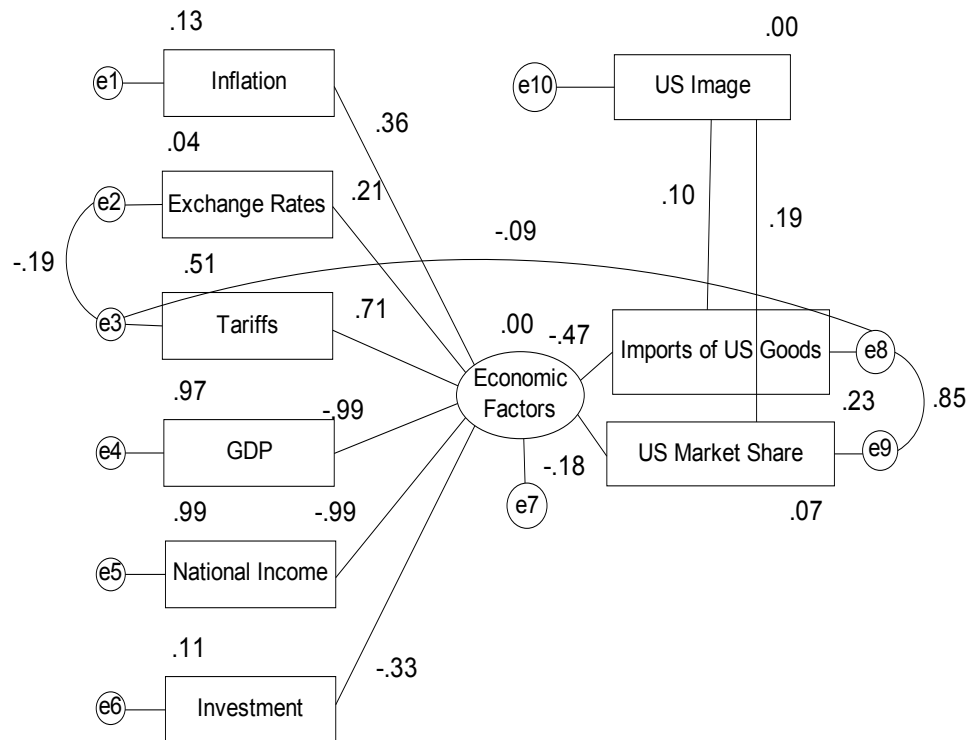 .13
.00
e1
Inflation
e10
US Image
.36
.04
e2
Exchange Rates
.21
.10
.19
-.09
-.19
.51
e3
Tariffs
.71
.00
-.47
Imports of US Goods
e8
Economic
Factors
.97
-.99
.23
.85
e4
GDP
US Market Share
e9
-.18
e7
.99
-.99
.07
e5
National Income
.11
-.33
e6
Investment